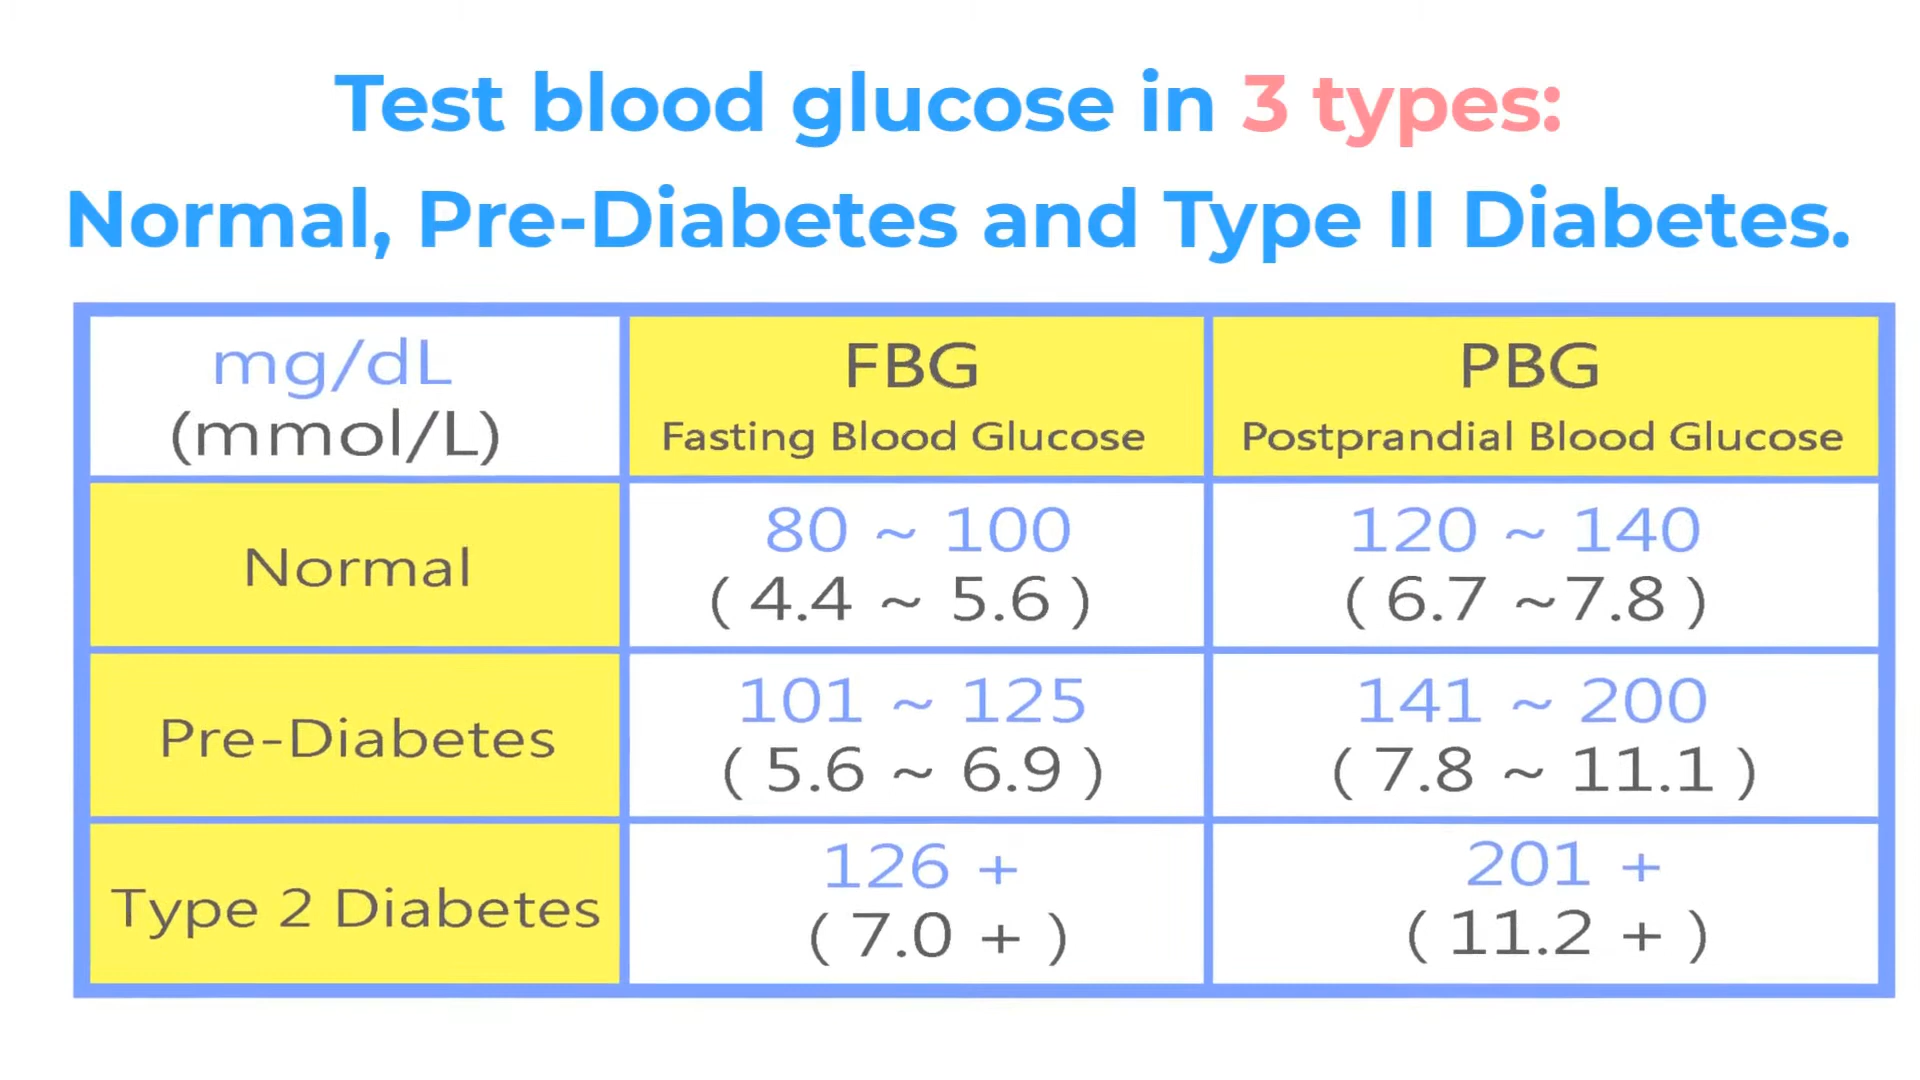 Test blood glucose in 3 types:
Normal, Pre-Diabetes and Type II Diabetes.
mg/dL
(mmol/L)
FBG
Fasting Blood Glucose
PBG
Postprandial Blood Glucose
Normal
80 ~ 100
( 4.4 ~ 5.6 )
120 ~ 140
( 6.7 ~7.8 )
Pre-Diabetes
101 ~ 125
( 5.6 ~ 6.9 )
141 ~ 200
( 7.8 ~ 11.1 )
Type 2 Diabetes
126 +
( 7.0 + )
201 +
( 11.2 + )